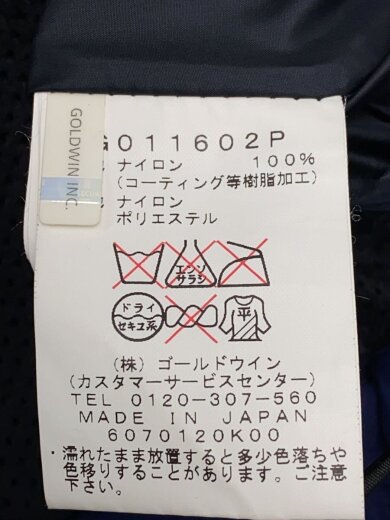 GOLDWIN INC.
G011602P
ナイロン 100%
(コーティング等樹脂加工)
ナイロン
ポリエステル
エンソ
サラシ
ドライ
セキユ系
平
(株) ゴールドウイン
(カスタマーサービスセンター)
TEL 0120-307-560
MADE IN JAPAN
6070120K00
・濡れたまま放置すると多少色落ちや
色移りすることがあります。ご注意
下さい。